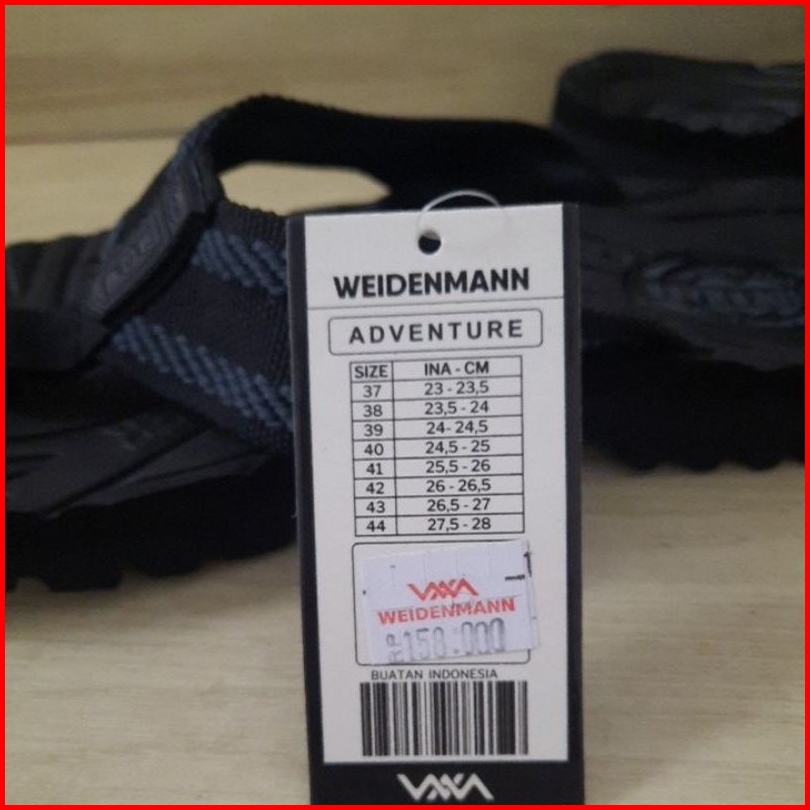 WEIDENMANN
ADVENTURE
SIZE INA - CM
37 23 - 23,5
38 23,5 - 24
39 24- 24,5
40 24,5 - 25
41 25,5 - 26
42 26 - 26,5
43 26,5 - 27
44 27,5 - 28
WEIDENMANN
RP 158.000
BUATAN INDONESIA